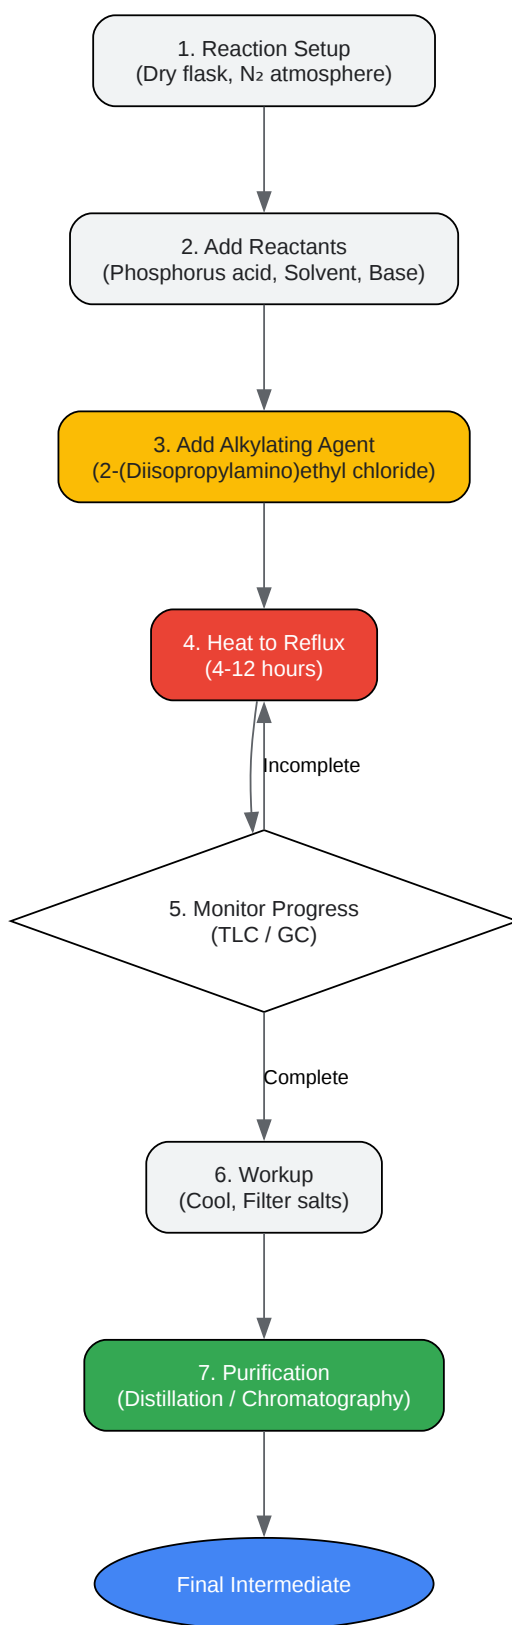 1. Reaction Setup
(Dry flask, N₂ atmosphere)
2. Add Reactants
(Phosphorus acid, Solvent, Base)
3. Add Alkylating Agent
(2-(Diisopropylamino)ethyl chloride)
4. Heat to Reflux
(4-12 hours)
Incomplete
5. Monitor Progress
(TLC / GC)
Complete
6. Workup
(Cool, Filter salts)
7. Purification
(Distillation / Chromatography)
Final Intermediate